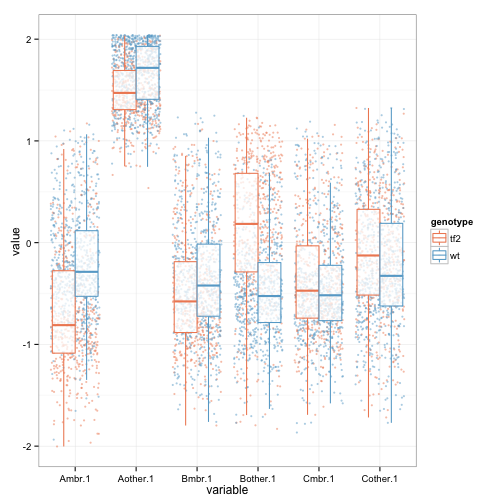 2
1
0
-1
-2
value
Ambr.1 Aother.1 Bmbr.1 Bother.1 Cmbr.1 Cother.1
variable
genotype
tf2
wt